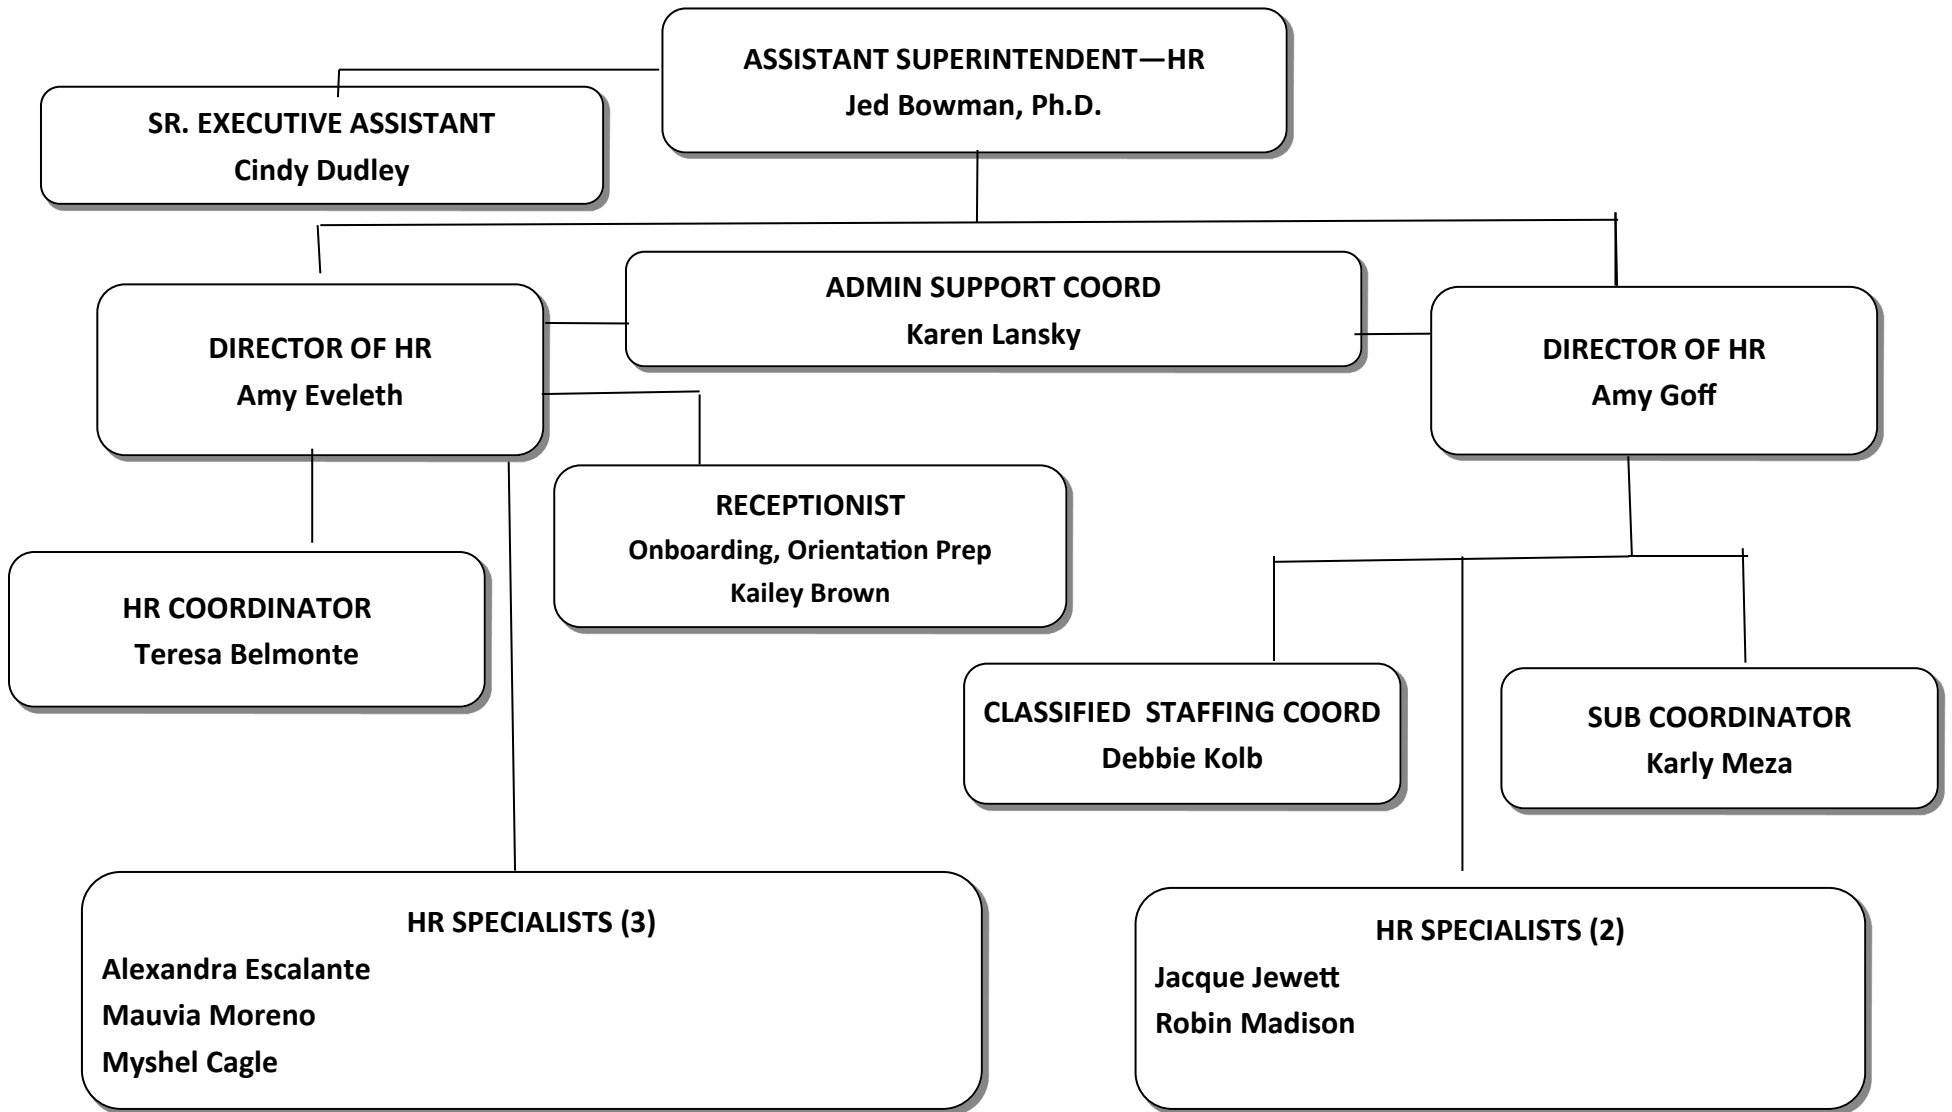 ASSISTANT SUPERINTENDENT—HR
Jed Bowman, Ph.D.
SR. EXECUTIVE ASSISTANT
Cindy Dudley
ADMIN SUPPORT COORD
Karen Lansky
DIRECTOR OF HR
Amy Eveleth
DIRECTOR OF HR
Amy Goff
RECEPTIONIST
Onboarding, Orientation Prep
Kailey Brown
HR COORDINATOR
Teresa Belmonte
CLASSIFIED  STAFFING COORD
Debbie Kolb
SUB COORDINATOR
Karly Meza
HR SPECIALISTS (3)
Alexandra Escalante
Mauvia Moreno
Myshel Cagle
HR SPECIALISTS (2)
Jacque Jewett
Robin Madison